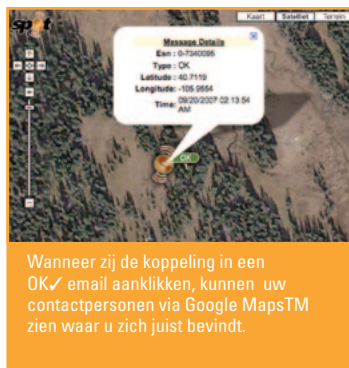 spot
Kaart Satelliet Terrein
Message Details
Esn : 0-7340095
Type : OK
Latitude : 40.7119
Longitude: -105.9554
Time: 09/20/2007 02:13:54
AM
OK
Wanneer zij de koppeling in een
OK✓ email aanklikken, kunnen uw
contactpersonen via Google MapsTM
zien waar u zich juist bevindt.